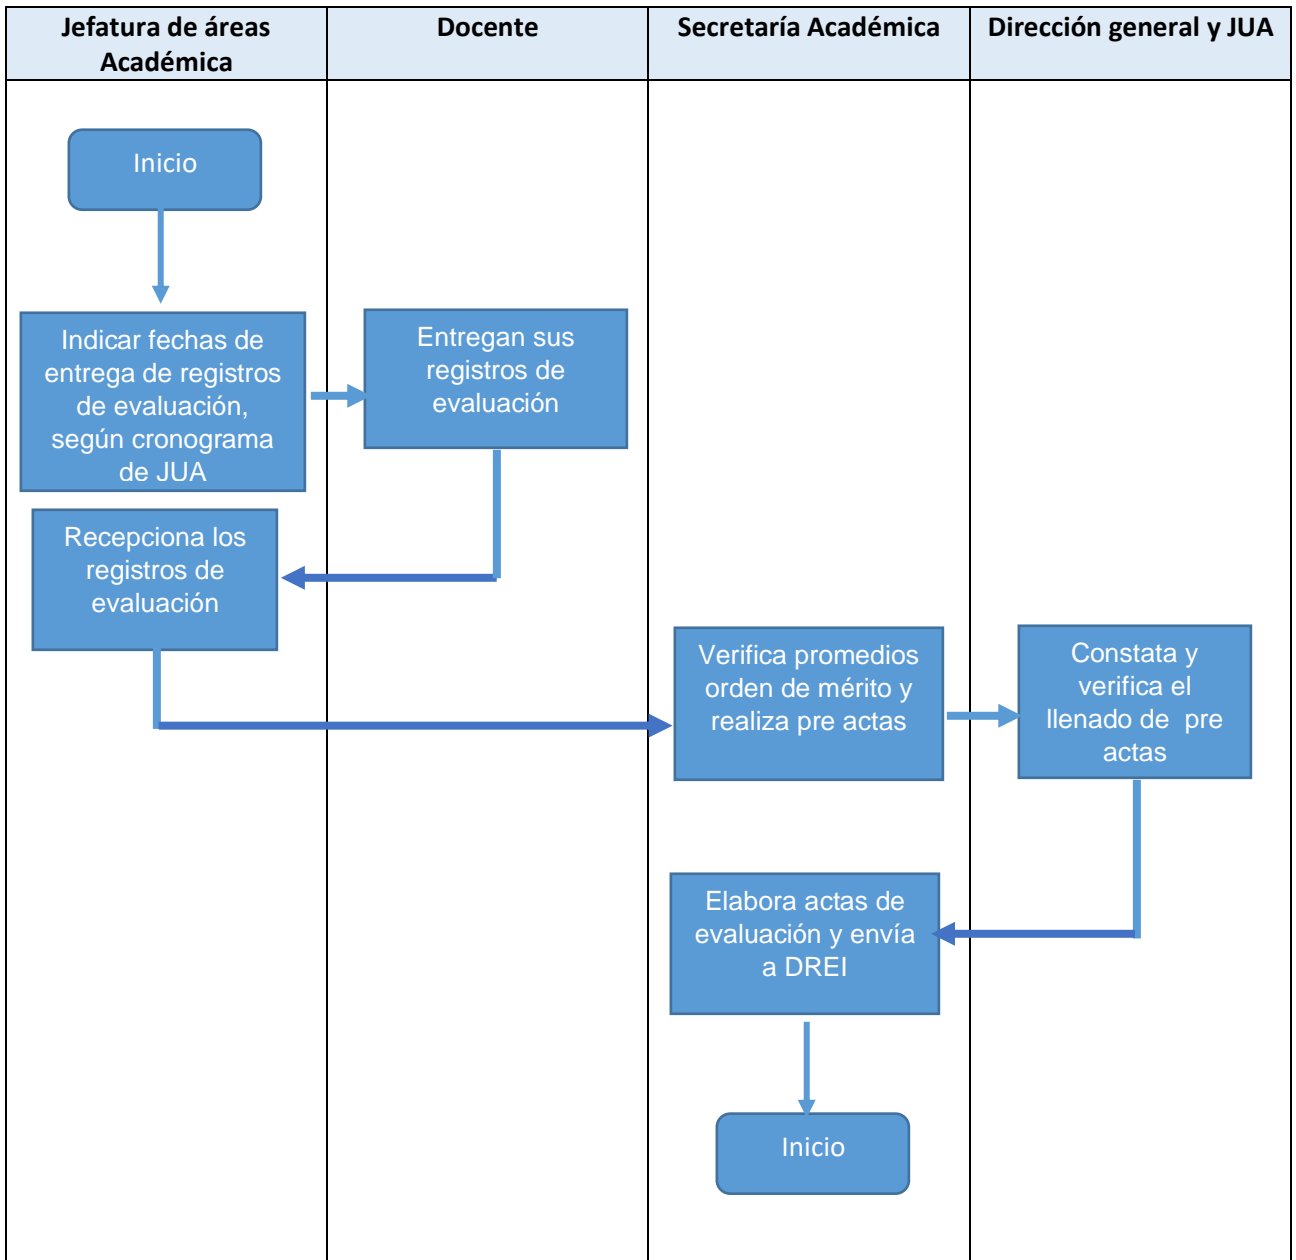 Jefatura de áreas
Académica
Docente
Secretaría Académica
Dirección general y JUA
Inicio
Indicar fechas de
entrega de registros
de evaluación,
según cronograma
de JUA
Entregan sus
registros de
evaluación
Recepciona los
registros de
evaluación
Verifica promedios
orden de mérito y
realiza pre actas
Constata y
verifica el
llenado de  pre
actas
Elabora actas de
evaluación y envía
a DREI
Inicio